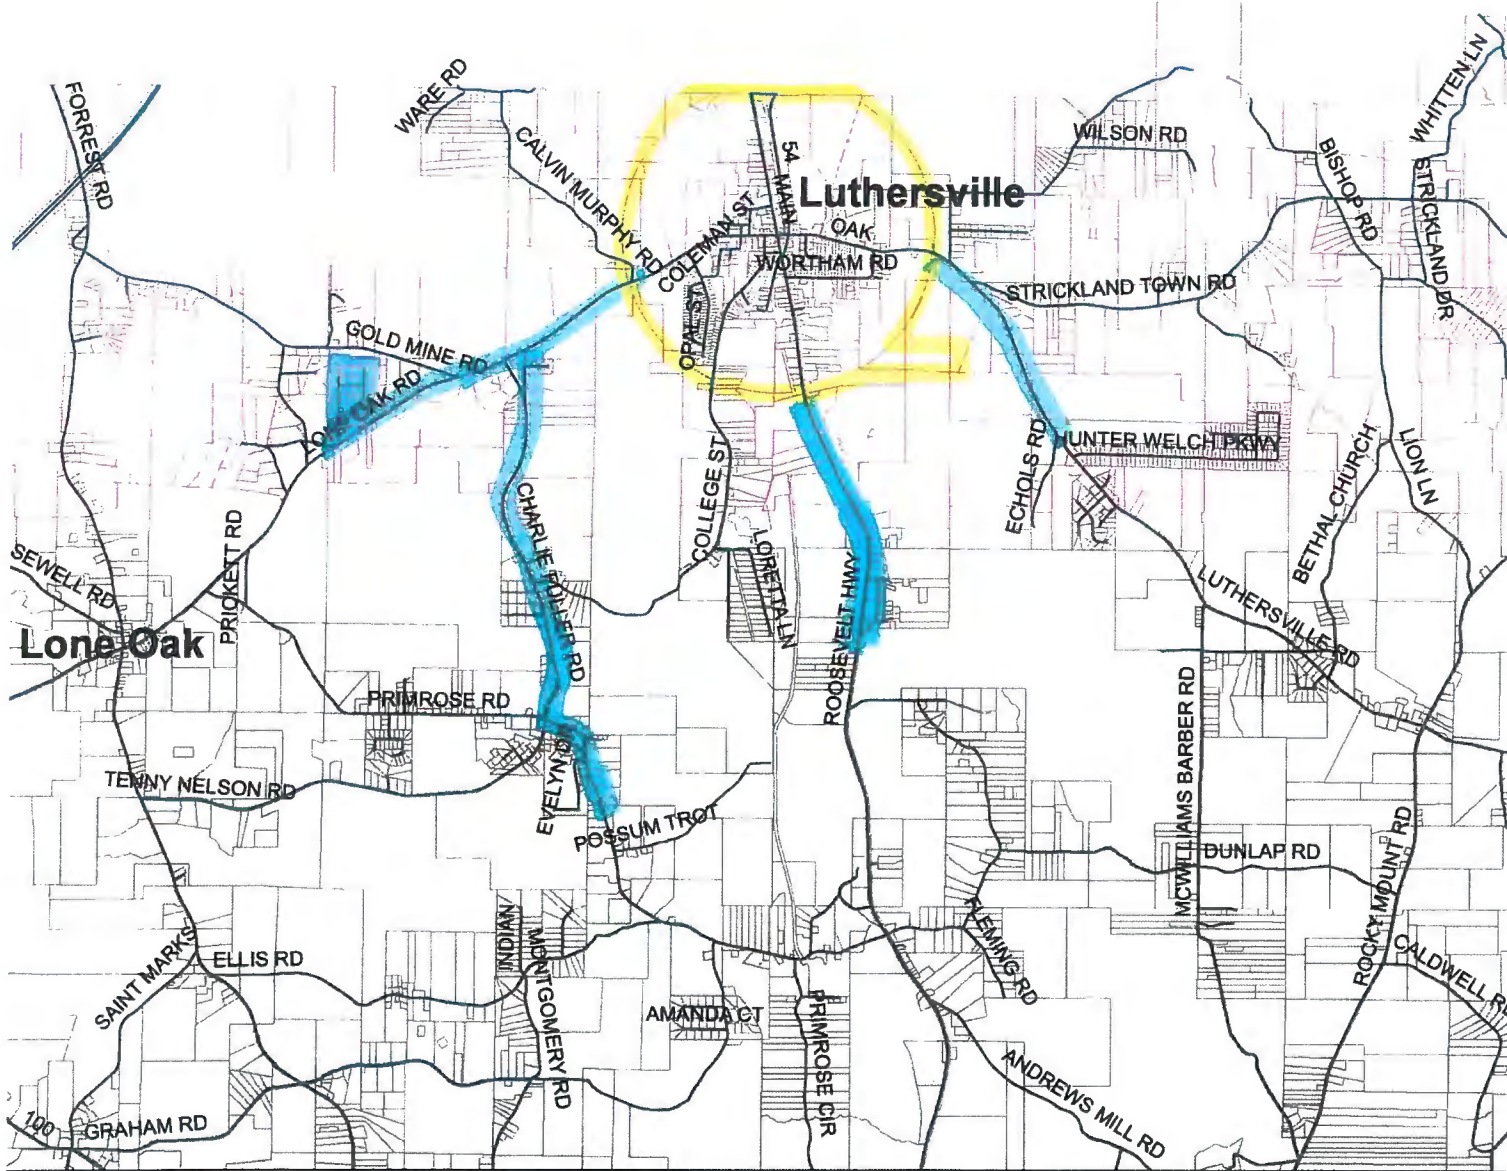 FORREST RD
WARE RD
CALVIN MURPHY RD
54
MAIN
Luthersville
WILSON RD
BISHOP RD
WHITTEN LN
STRICKLAND DR
COLEMAN ST
OAK
WORTHAM RD
OPAL ST
STRICKLAND TOWN RD
GOLD MINE RD
LONE OAK RD
HUNTER WELCH PKWY
ECHOLS RD
BETHAL CHURCH
LION LN
COLLEGE ST
CHARLIE FULLER RD
LORETTA LN
ROOSEVELT HWY
PRICKETT RD
SEWELL RD
Lone Oak
LUTHERSVILLE RD
PRIMROSE RD
TENNY NELSON RD
EVELYN DR
POSSUM TROT
MCWILLIAMS BARBER RD
DUNLAP RD
ROCKY MOUNT RD
CALDWELL RD
SAINT MARKS
ELLIS RD
INDIAN
MONTGOMERY RD
AMANDA CT
PRIMROSE CIR
FLEMING RD
ANDREWS MILL RD
100
GRAHAM RD